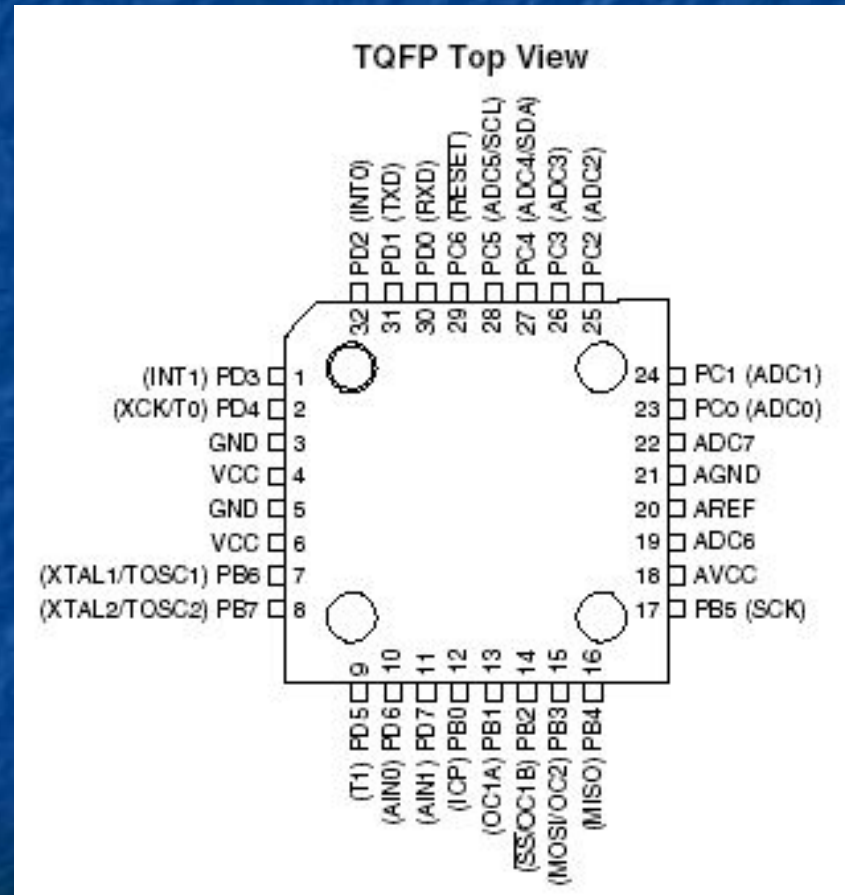 TQFP Top View
PD2 (INT0)
PD1 (TXD)
PD0 (RXD)
PC6 (RESET)
PC5 (ADC5/SCL)
PC4 (ADC4/SDA)
PC3 (ADC3)
PC2 (ADC2)
32
31
30
29
28
27
26
25
(INT1) PD3 1
(XCK/T0) PD4 2
GND 3
VCC 4
GND 5
VCC 6
(XTAL1/TOSC1) PB6 7
(XTAL2/TOSC2) PB7 8
24 PC1 (ADC1)
23 PC0 (ADC0)
22 ADC7
21 AGND
20 AREF
19 ADC6
18 AVCC
17 PB5 (SCK)
9
10
11
12
13
14
15
16
(T1) PD5
(AIN0) PD6
(AIN1) PD7
(ICP) PB0
(OC1A) PB1
(SS/OC1B) PB2
(MOSI/OC2) PB3
(MISO) PB4